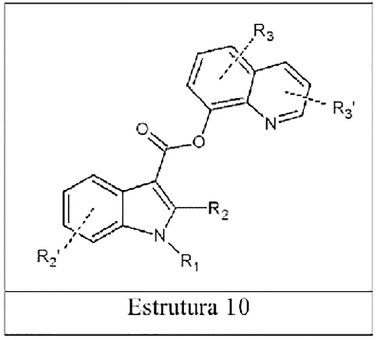 R₃
R₃'
N
O
O
R₂
R₂'
N
R₁
Estrutura 10